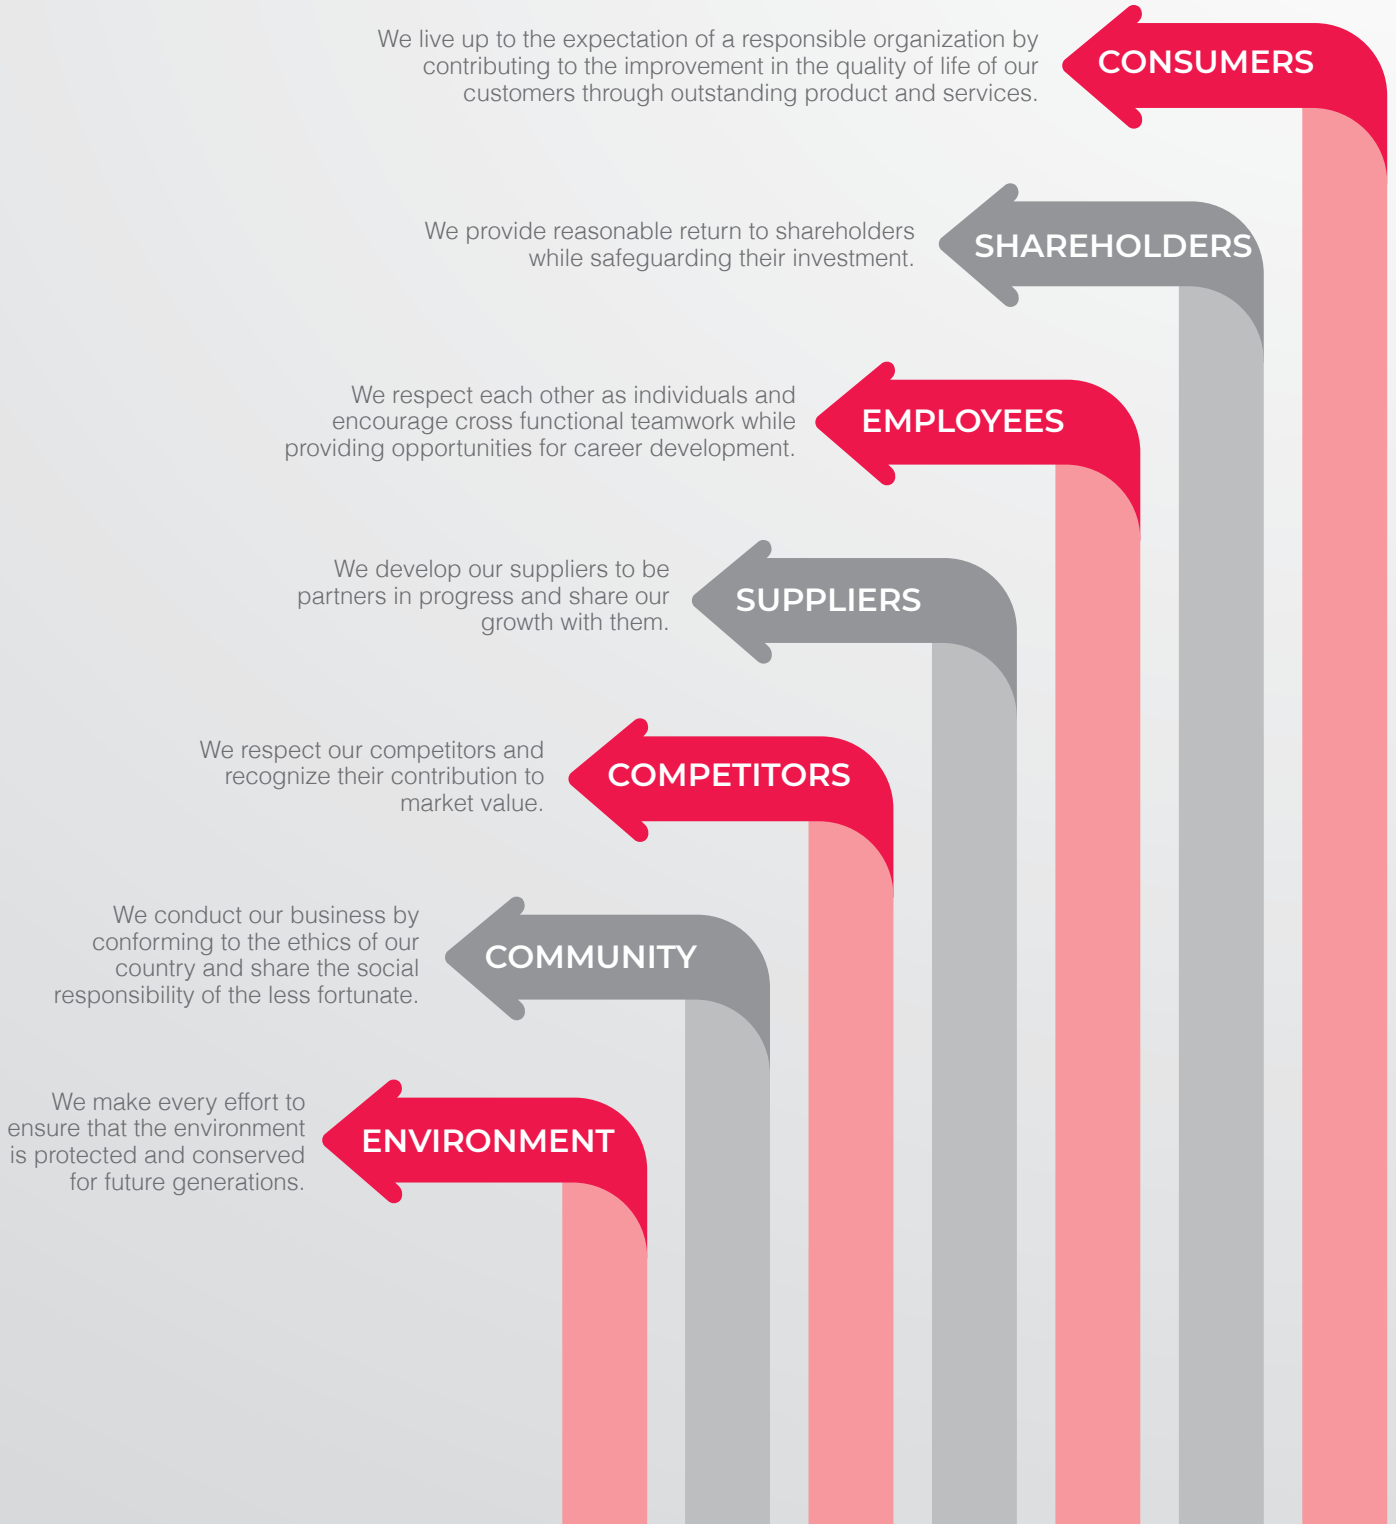 We live up to the expectation of a responsible organization by
contributing to the improvement in the quality of life of our
customers through outstanding product and services.
CONSUMERS
We provide reasonable return to shareholders
while safeguarding their investment.
SHAREHOLDERS
We respect each other as individuals and
encourage cross functional teamwork while
providing opportunities for career development.
EMPLOYEES
We develop our suppliers to be
partners in progress and share our
growth with them.
SUPPLIERS
We respect our competitors and
recognize their contribution to
market value.
COMPETITORS
We conduct our business by
conforming to the ethics of our
country and share the social
responsibility of the less fortunate.
COMMUNITY
We make every effort to
ensure that the environment
is protected and conserved
for future generations.
ENVIRONMENT